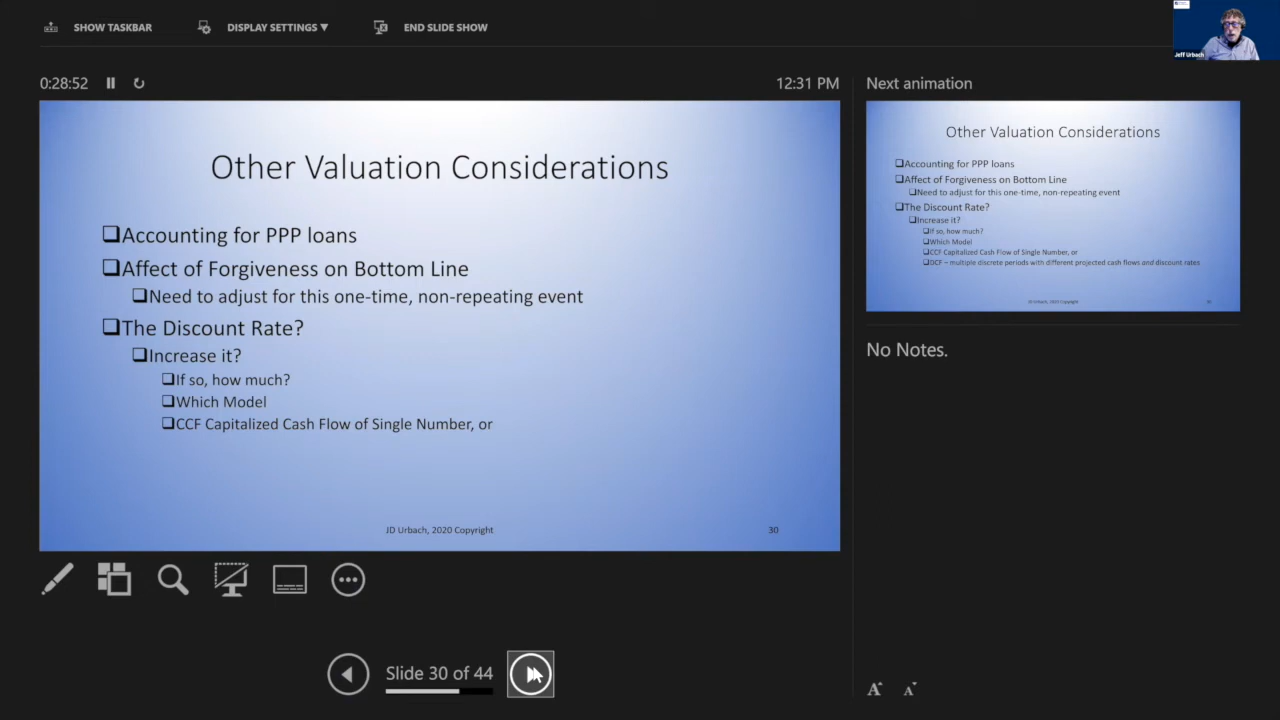 SHOW TASKBAR
DISPLAY SETTINGS ▼
END SLIDE SHOW
Jeff Urbach
0:28:52
12:31 PM
Next animation
Other Valuation Considerations
❑Accounting for PPP loans
❑Affect of Forgiveness on Bottom Line
❑Need to adjust for this one-time, non-repeating event
❑The Discount Rate?
❑Increase it?
❑If so, how much?
❑Which Model
❑CCF Capitalized Cash Flow of Single Number, or
JD Urbach, 2020 Copyright
30
Other Valuation Considerations
❑Accounting for PPP loans
❑Affect of Forgiveness on Bottom Line
❑Need to adjust for this one-time, non-repeating event
❑The Discount Rate?
❑Increase it?
❑If so, how much?
❑Which Model
❑CCF Capitalized Cash Flow of Single Number, or
❑DCF – multiple discrete periods with different projected cash flows and discount rates
JD Urbach, 2020 Copyright
No Notes.
Slide 30 of 44
A A